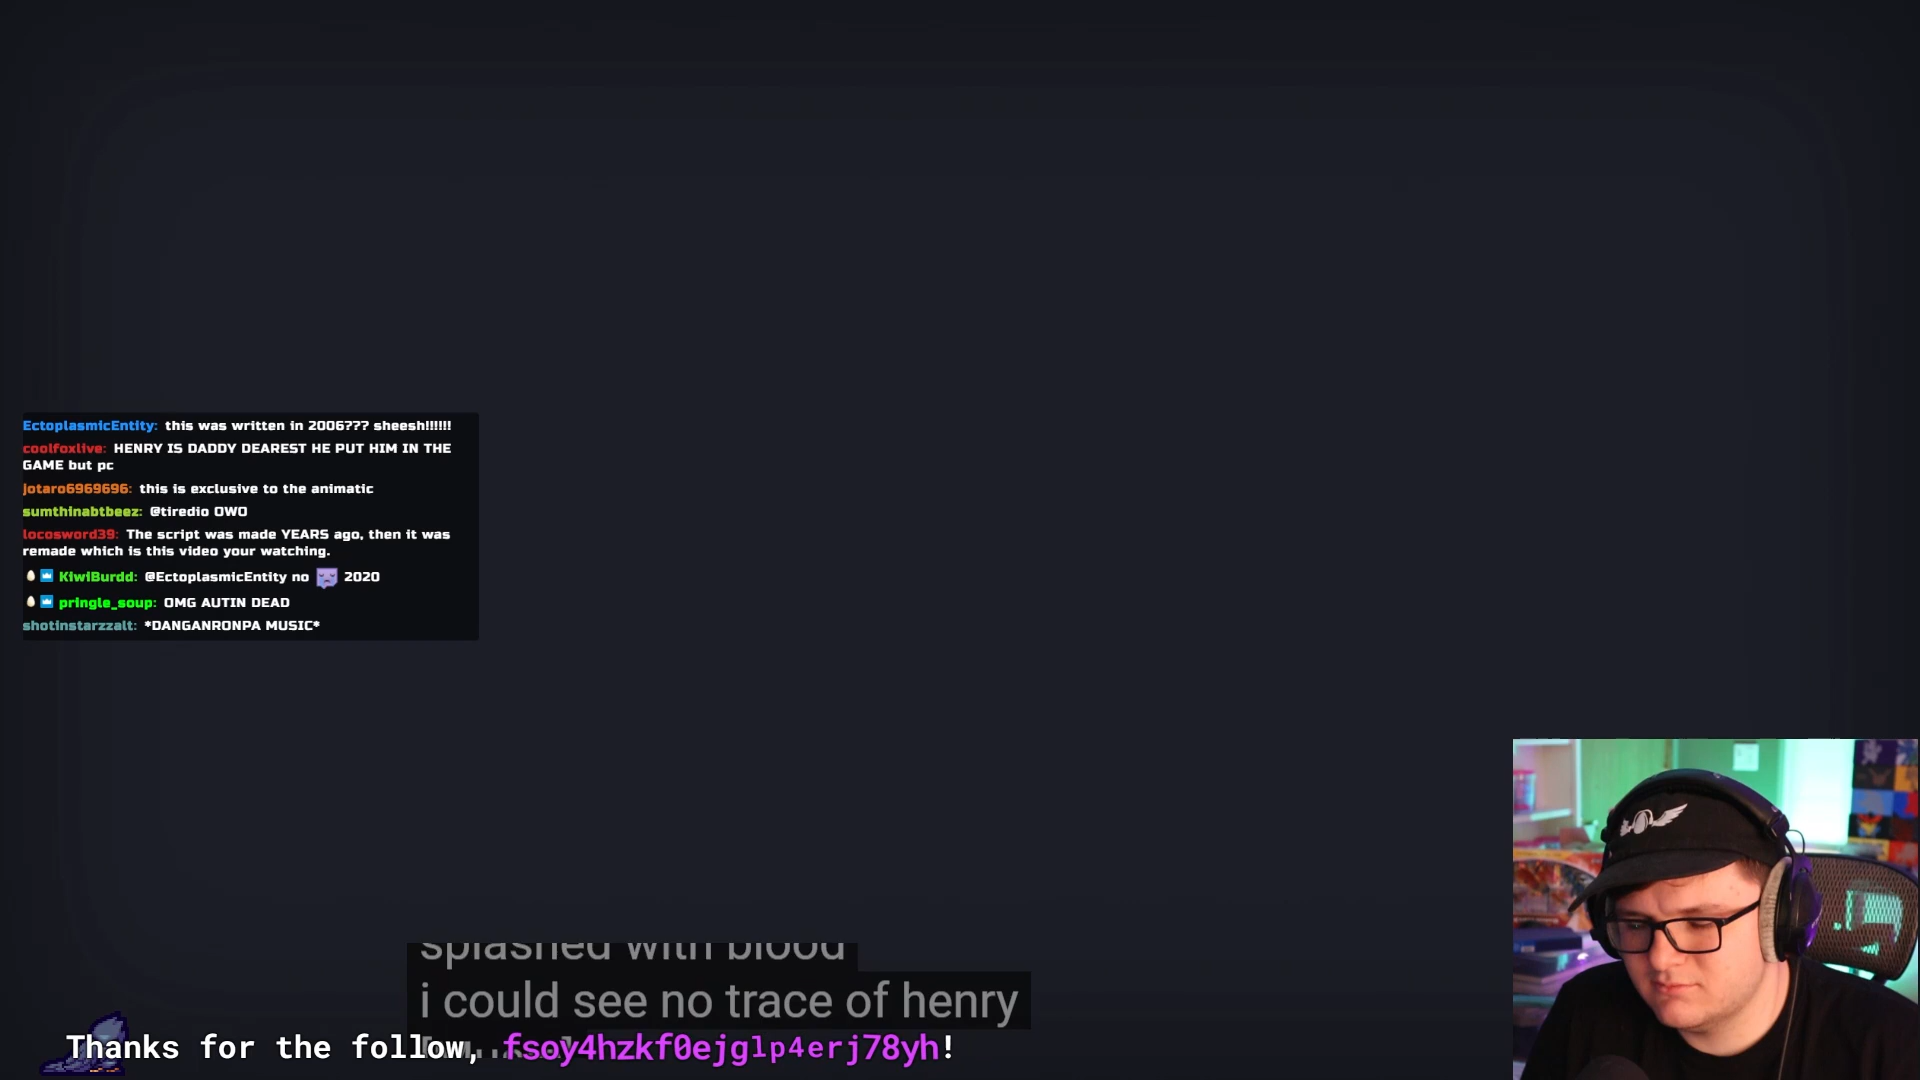 EctoplasmicEntity: this was written in 2006??? sheesh!!!!!!
coolfoxlive: HENRY IS DADDY DEAREST HE PUT HIM IN THE
GAME but pc
jotaro6969696: this is exclusive to the animatic
sumthinabtbeez: @tiredio OWO
locosword39: The script was made YEARS ago, then it was
remade which is this video your watching.
KiwiBurdd: @EctoplasmicEntity no 2020
pringle_soup: OMG AUTIN DEAD
shotinstarzzalt: *DANGANRONPA MUSIC*
splashed with blood
i could see no trace of henry
Thanks for the follow, fsoy4hzkf0ejglp4erj78yh!